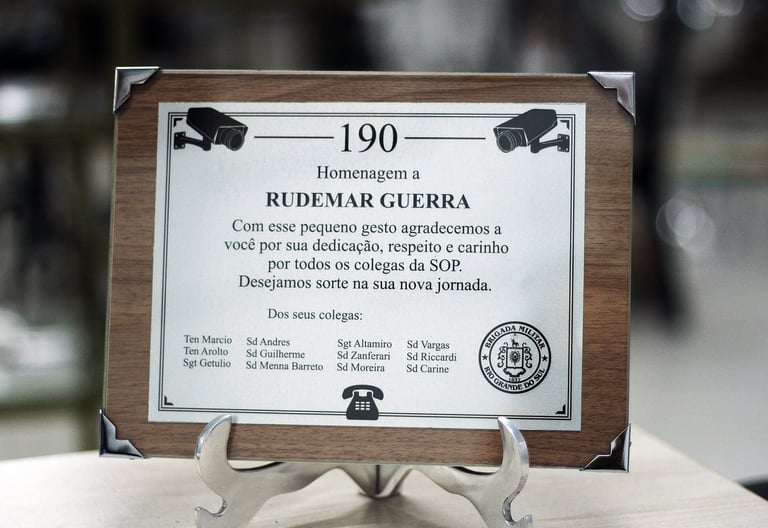 190
Homenagem a
RUDEMAR GUERRA
Com esse pequeno gesto agradecemos a
você por sua dedicação, respeito e carinho
por todos os colegas da SOP.
Desejamos sorte na sua nova jornada.
Dos seus colegas:
Ten Marcio Sd Andres Sgt Altamiro Sd Vargas
Ten Arolto Sd Guilherme Sd Zanferari Sd Riccardi
Sgt Getulio Sd Menna Barreto Sd Moreira Sd Carine
BRIGADA MILITAR
RIO GRANDE DO SUL